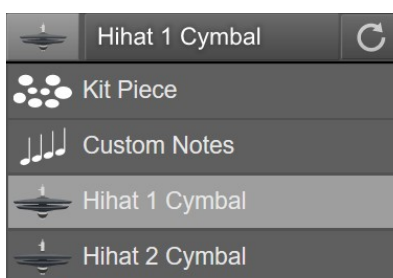 Hihat 1 Cymbal
Kit Piece
Custom Notes
Hihat 1 Cymbal
Hihat 2 Cymbal